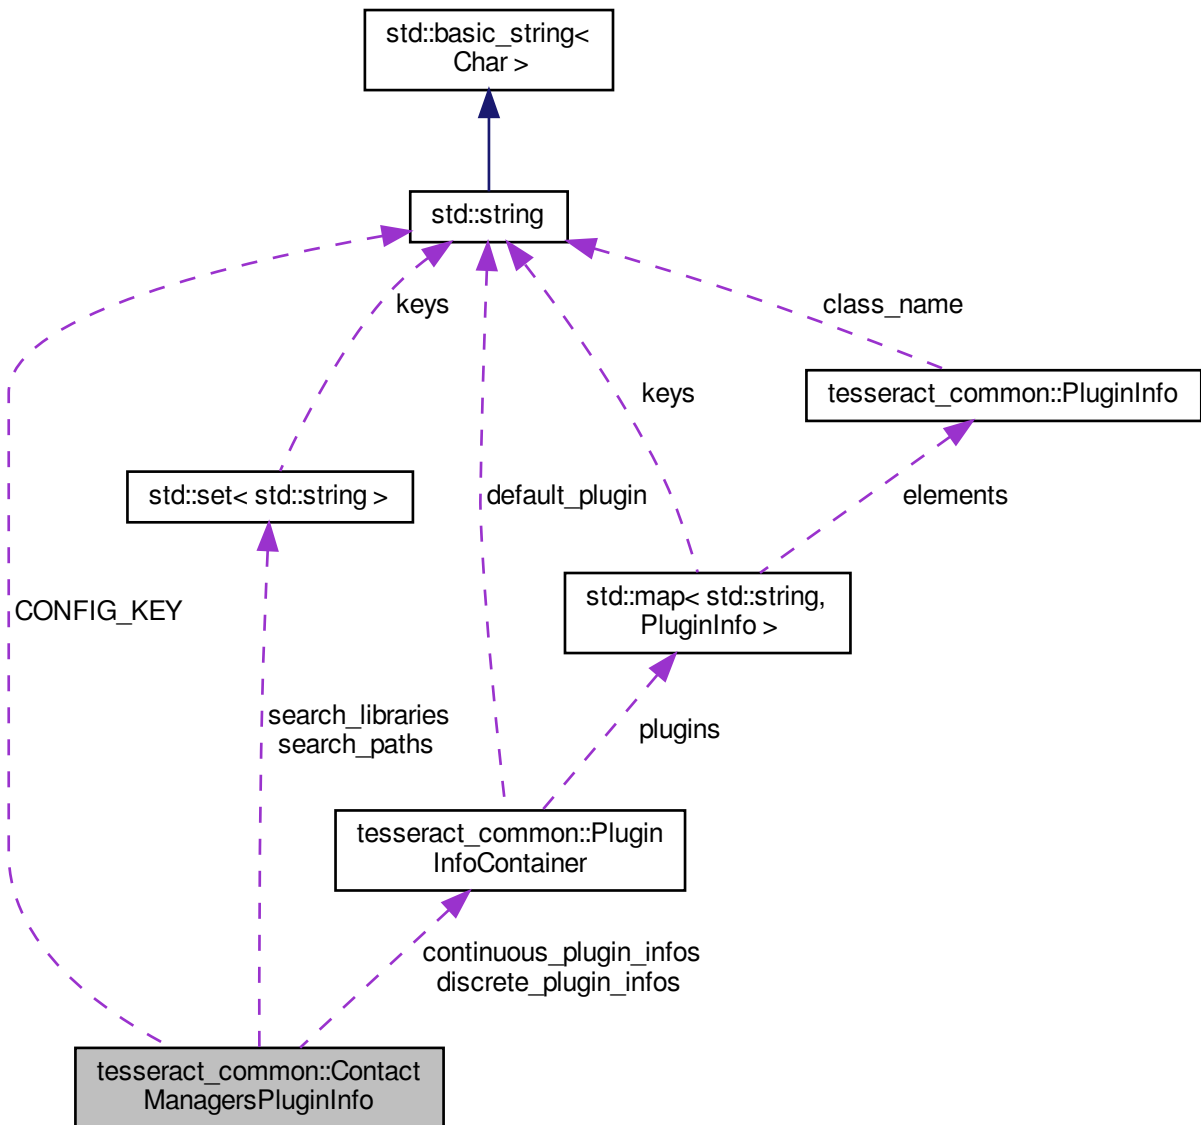 std::basic_string<
Char >
std::string
keys
class_name
keys
tesseract_common::PluginInfo
std::set< std::string >
default_plugin
elements
CONFIG_KEY
std::map< std::string,
PluginInfo >
search_libraries
search_paths
plugins
tesseract_common::Plugin
InfoContainer
continuous_plugin_infos
discrete_plugin_infos
tesseract_common::Contact
ManagersPluginInfo